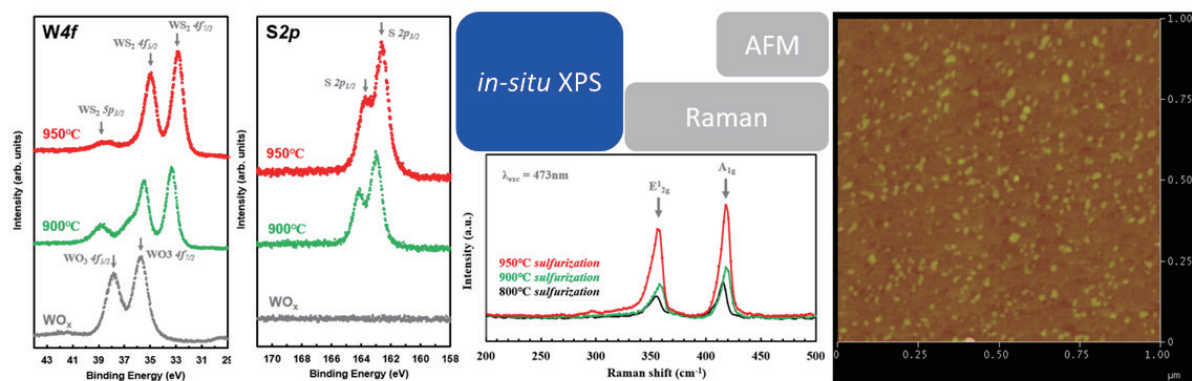 W4f
WS2 4f7/2
WS2 4f5/2
WS2 5p3/2
950°C
900°C
WO3 4f5/2
WO3 4f7/2
WOx
Intensity (arb. units)
43 41 39 37 35 33 31 29
Binding Energy (eV)
S2p
S 2p3/2
S 2p1/2
950°C
900°C
WOx
Intensity (arb. units)
170 168 166 164 162 160 158
Binding Energy (eV)
in-situ XPS
AFM
Raman
λexc = 473nm
E12g
A1g
950°C sulfurization
900°C sulfurization
800°C sulfurization
Intensity (a.u.)
200 250 300 350 400 450 500
Raman shift (cm-1)
1.00
0.75
0.50
0.25
0
0 0.25 0.50 0.75 1.00
μm